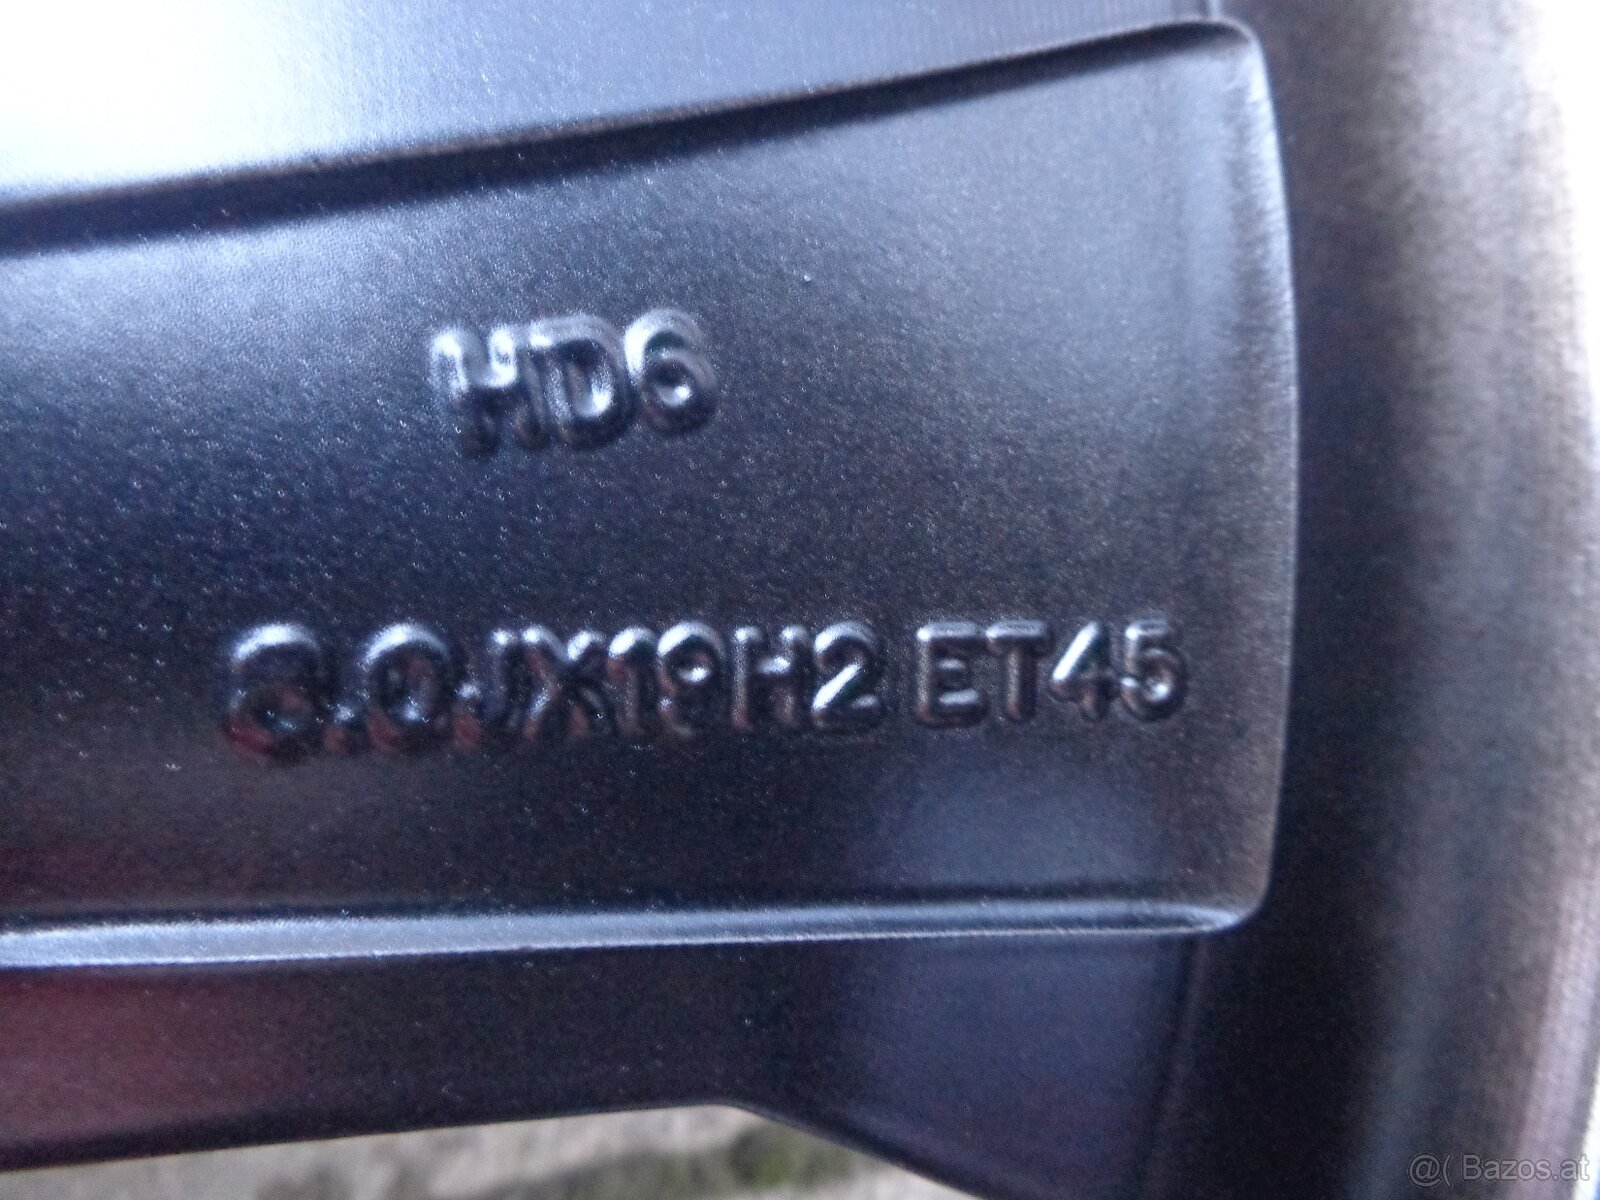 HD6
8.0JX19H2 ET45
@( Bazos.at